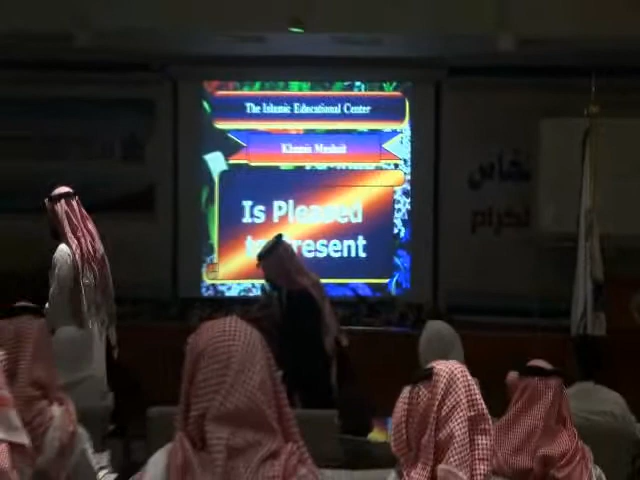 The Islamic Educational Center
Khamis Mushait
Is Pleased
to present